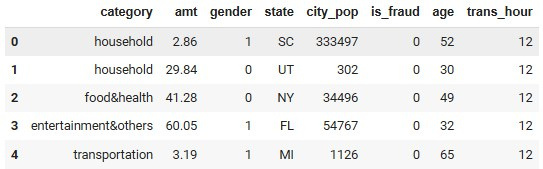 category amt gender state city_pop is_fraud age trans_hour
0 household 2.86 1 SC 333497 0 52 12
1 household 29.84 0 UT 302 0 30 12
2 food&health 41.28 0 NY 34496 0 49 12
3 entertainment&others 60.05 1 FL 54767 0 32 12
4 transportation 3.19 1 MI 1126 0 65 12